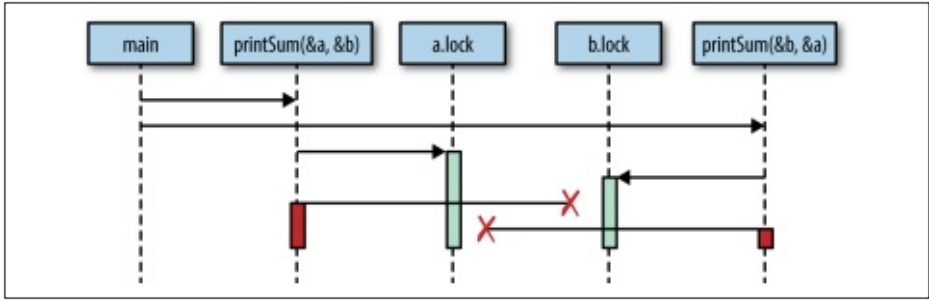 main
printSum(&a, &b)
a.lock
b.lock
printSum(&b, &a)